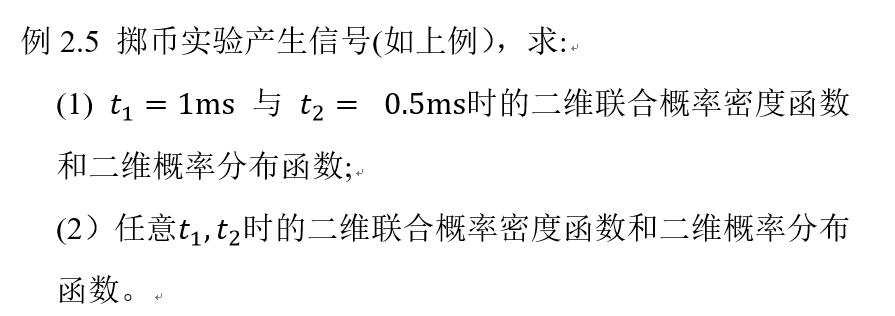 例 2.5 掷币实验产生信号(如上例），求:
(1) t₁ = 1ms 与 t₂ = 0.5ms时的二维联合概率密度函数
和二维概率分布函数;
(2）任意t₁,t₂时的二维联合概率密度函数和二维概率分布
函数。